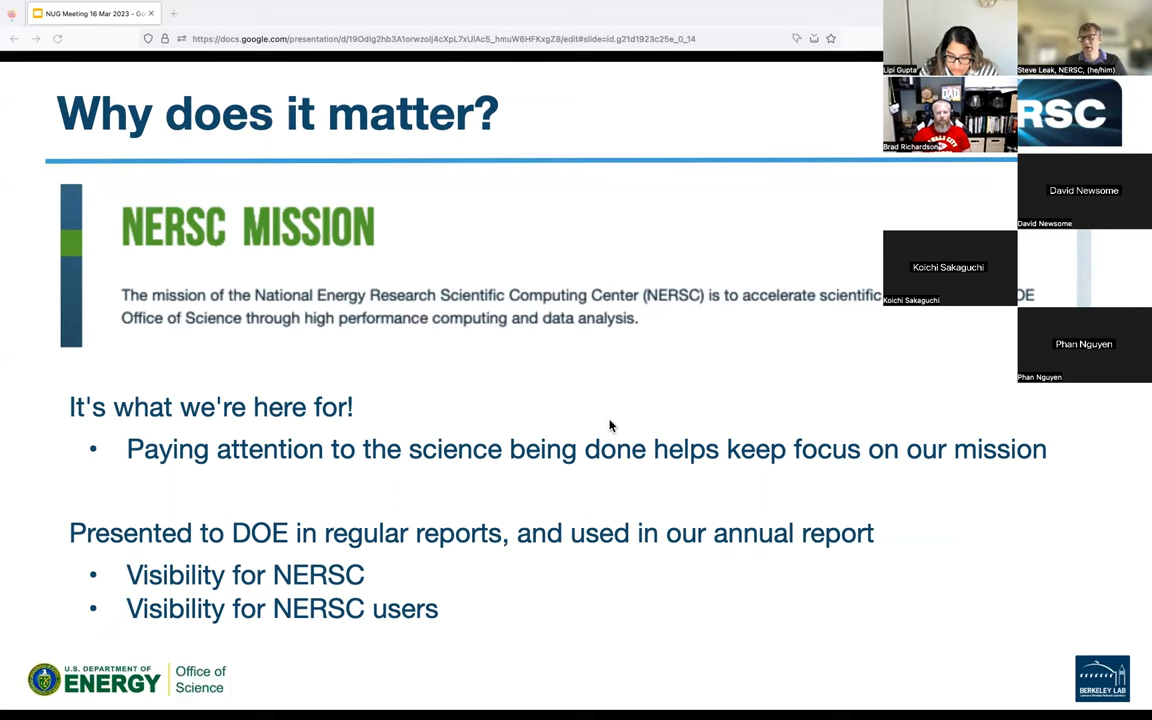 NUG Meeting 16 Mar 2023 - Go
https://docs.google.com/presentation/d/19OdIg2hb3A1orwzoIj4cXpL7xUlAc5_hmuW6HFKxgZ8/edit#slide=id.g21d1923c25e_0_14
Lipi Gupta
Steve Leak, NERSC, (he/him)
DAD
Brad Richardson
RSC
David Newsome
David Newsome
Koichi Sakaguchi
Koichi Sakaguchi
Phan Nguyen
Phan Nguyen
Why does it matter?
NERSC MISSION
The mission of the National Energy Research Scientific Computing Center (NERSC) is to accelerate scientific OE
Office of Science through high performance computing and data analysis.
It's what we're here for!
• Paying attention to the science being done helps keep focus on our mission
Presented to DOE in regular reports, and used in our annual report
• Visibility for NERSC
• Visibility for NERSC users
U.S. DEPARTMENT OF
ENERGY
Office of
Science
BERKELEY LAB